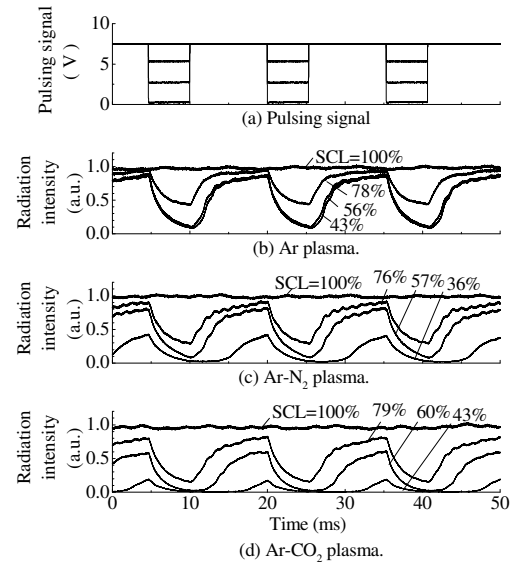 Pulsing signal
( V )
10
5
0
(a) Pulsing signal
Radiation
intensity
(a.u.)
1.0
0.5
0.0
SCL=100%
78%
56%
43%
(b) Ar plasma.
Radiation
intensity
(a.u.)
1.0
0.5
0.0
SCL=100%
76%
57%
36%
(c) Ar-N₂ plasma.
Radiation
intensity
(a.u.)
1.0
0.5
0.0
SCL=100%
79%
60%
43%
0 10 20 30 40 50
Time (ms)
(d) Ar-CO₂ plasma.